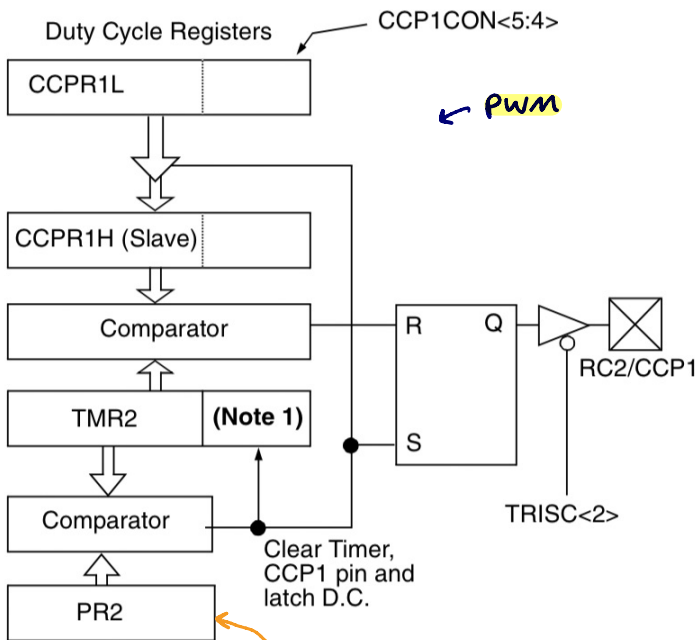 Duty Cycle Registers
CCP1CON<5:4>
CCPR1L
PWM
CCPR1H (Slave)
Comparator
R
Q
RC2/CCP1
TMR2
(Note 1)
S
TRISC<2>
Comparator
Clear Timer,
CCP1 pin and
latch D.C.
PR2